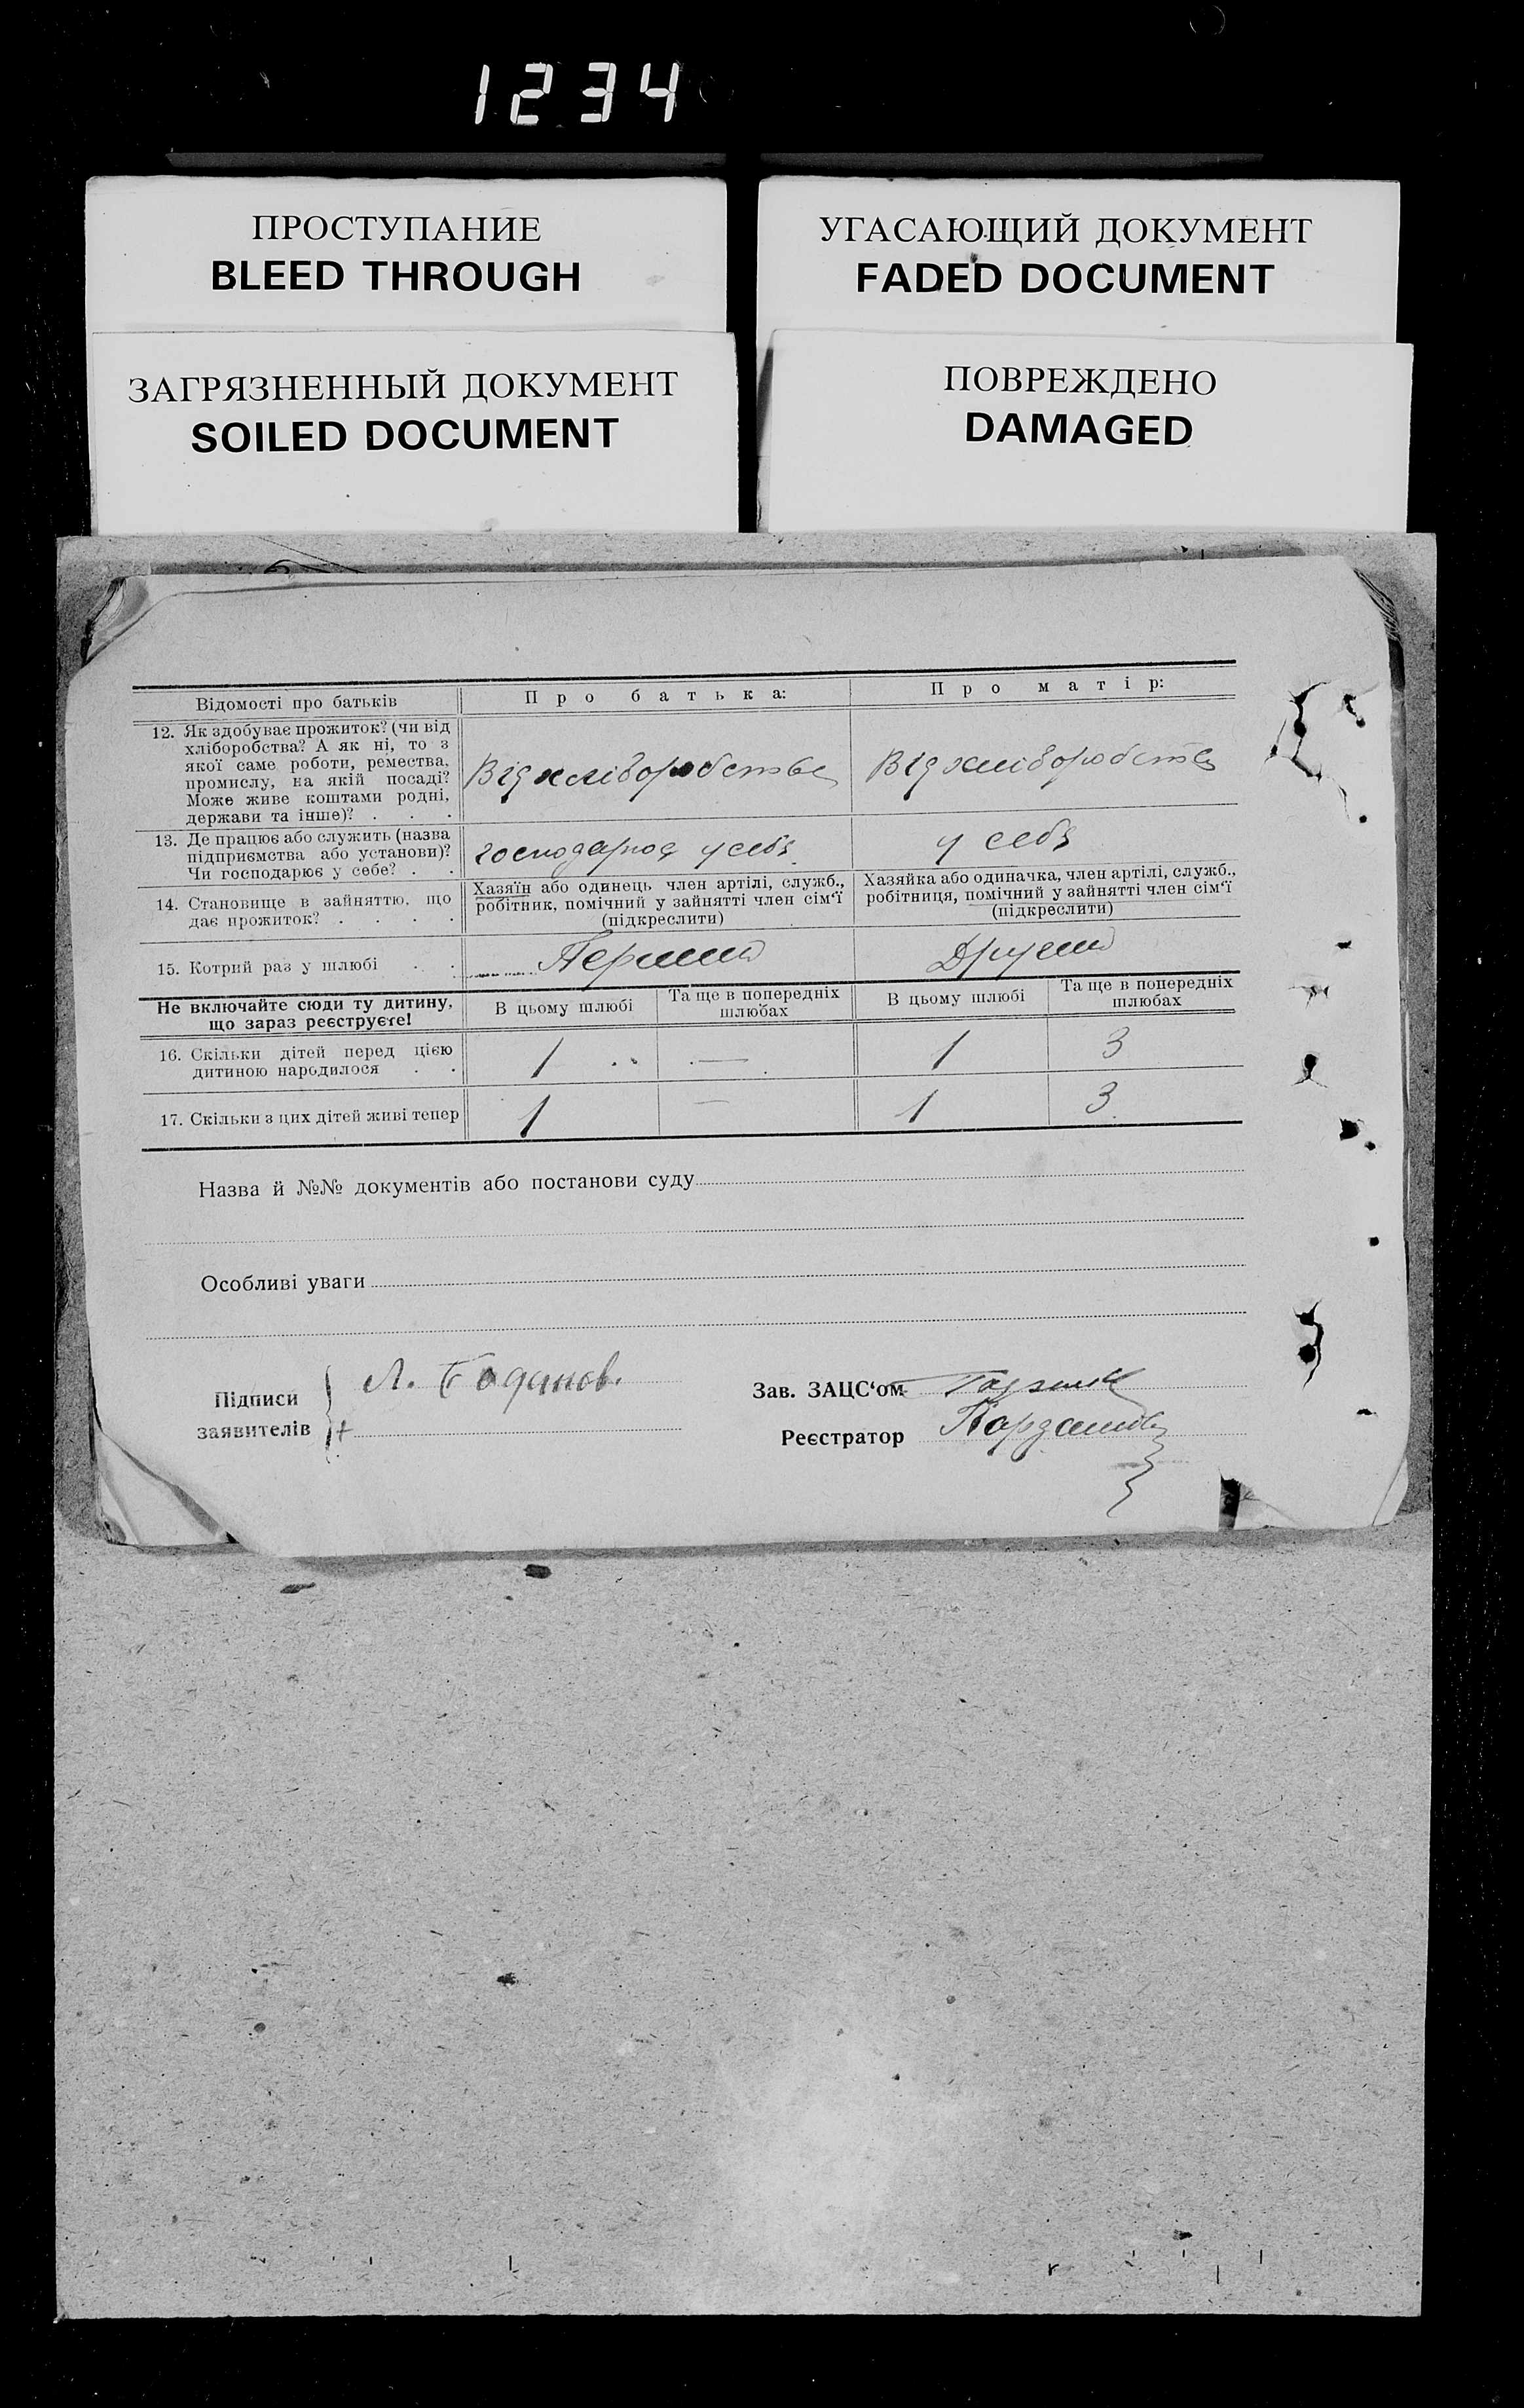 1234
ПРОСТУПАНИЕ
BLEED THROUGH
УГАСАЮЩИЙ ДОКУМЕНТ
FADED DOCUMENT
ЗАГРЯЗНЕННЫЙ ДОКУМЕНТ
SOILED DOCUMENT
ПОВРЕЖДЕНО
DAMAGED
Відомості про батьків
Про батька:
Про матір:
12. Як здобуває прожиток? (чи від
хліборобства? А як ні, то з
якої саме роботи, ремества,
промислу, на якій посаді?
Може живе коштами родні,
держави та інше)? . . .
Від хліборобства
Від хліборобства
13. Де працює або служить (назва
підприємства або установи)?
Чи господарює у себе? . .
у себя
у себя
14. Становище в зайняттю, що
дає прожиток? . . . .
Хазяїн або одинець член артілі, служб.,
робітник, помічний у зайнятті член сім'ї
(підкреслити)
Хазяйка або одиначка, член артілі, служб.,
робітниця, помічний у зайнятті член сім'ї
(підкреслити)
15. Котрий раз у шлюбі . .
Перший
Другий
Не включайте сюди ту дитину,
що зараз реєструєте!
В цьому шлюбі
Та ще в попередніх
шлюбах
В цьому шлюбі
Та ще в попередніх
шлюбах
16. Скільки дітей перед цією
дитиною народилося . .
1
—
1
3
17. Скільки з цих дітей живі тепер
1
—
1
3
Назва й №№ документів або постанови суду
Особливі уваги
Підписи
заявителів
Л.
+
Зав. ЗАЦС'ом
Реєстратор